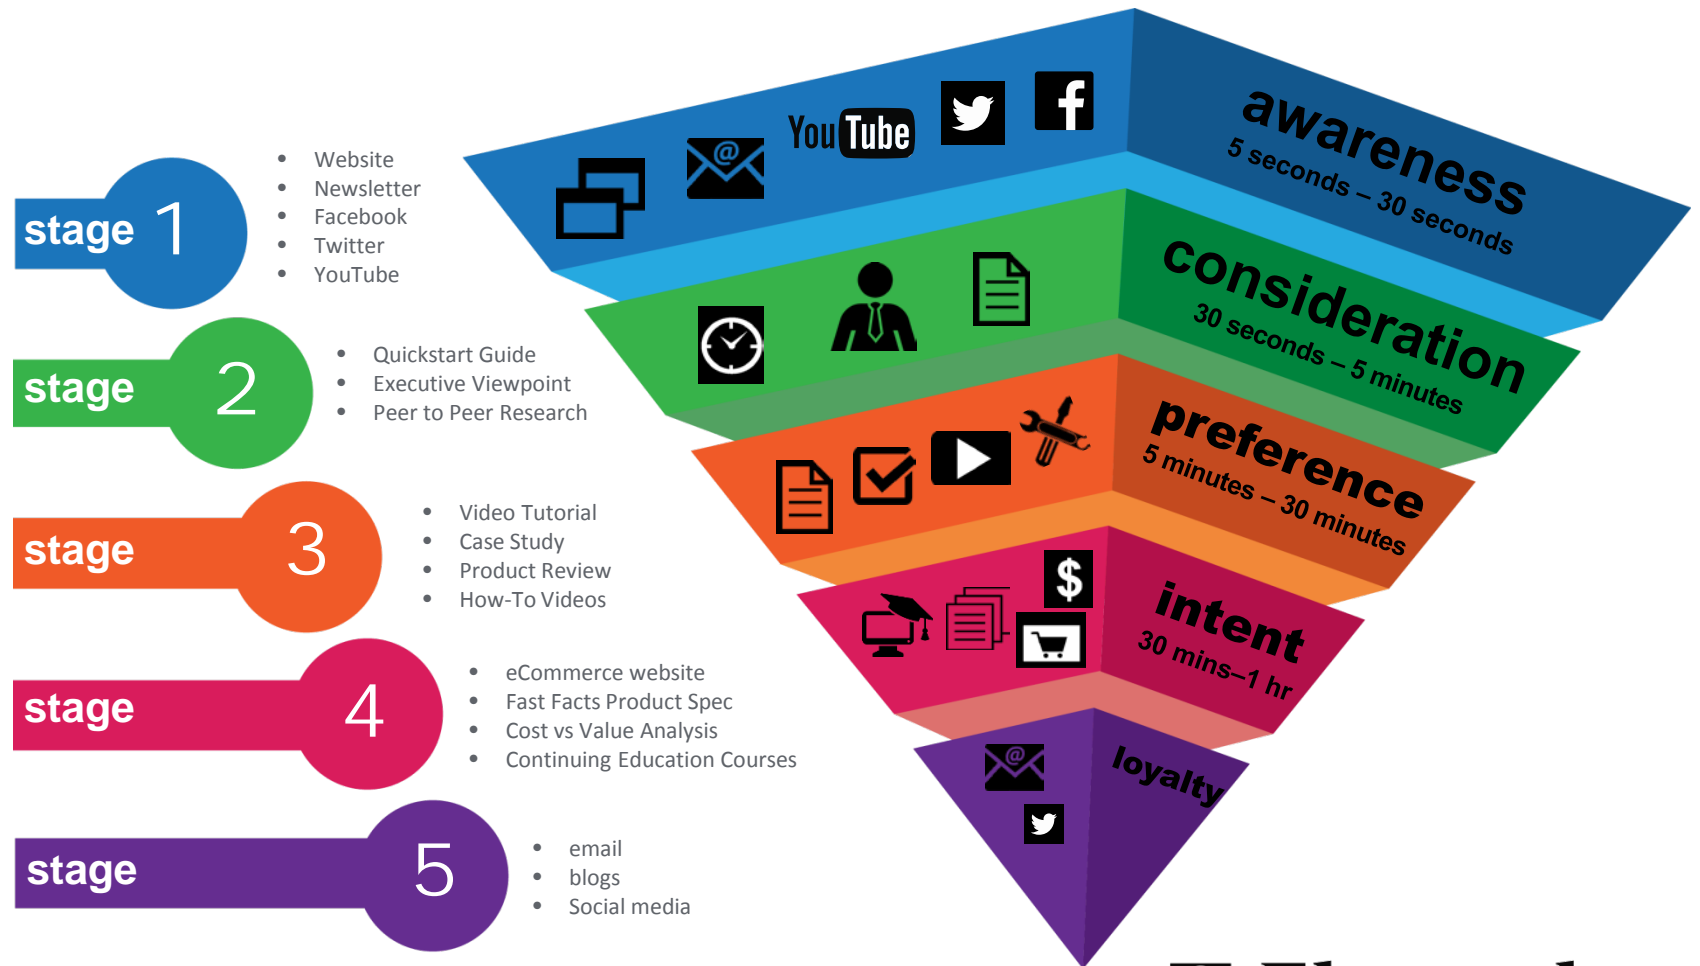 stage 1
• Website
• Newsletter
• Facebook
• Twitter
• YouTube
stage 2
• Quickstart Guide
• Executive Viewpoint
• Peer to Peer Research
stage 3
• Video Tutorial
• Case Study
• Product Review
• How-To Videos
stage 4
• eCommerce website
• Fast Facts Product Spec
• Cost vs Value Analysis
• Continuing Education Courses
stage 5
• email
• blogs
• Social media
@
YouTube
f
awareness
5 seconds – 30 seconds
consideration
30 seconds – 5 minutes
preference
5 minutes – 30 minutes
$
intent
30 mins–1 hr
@
loyalty